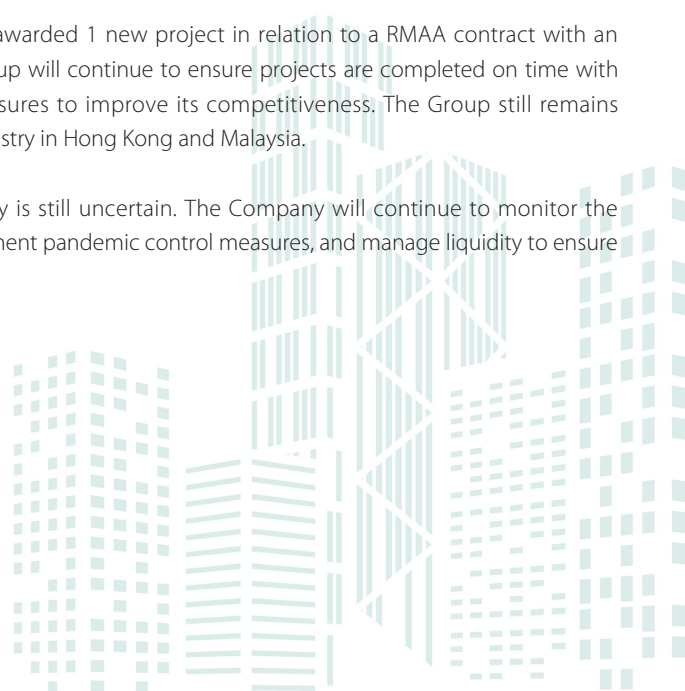 awarded 1 new project in relation to a RMAA contract with an
up will continue to ensure projects are completed on time with
sures to improve its competitiveness. The Group still remains
stry in Hong Kong and Malaysia.
y is still uncertain. The Company will continue to monitor the
nent pandemic control measures, and manage liquidity to ensure